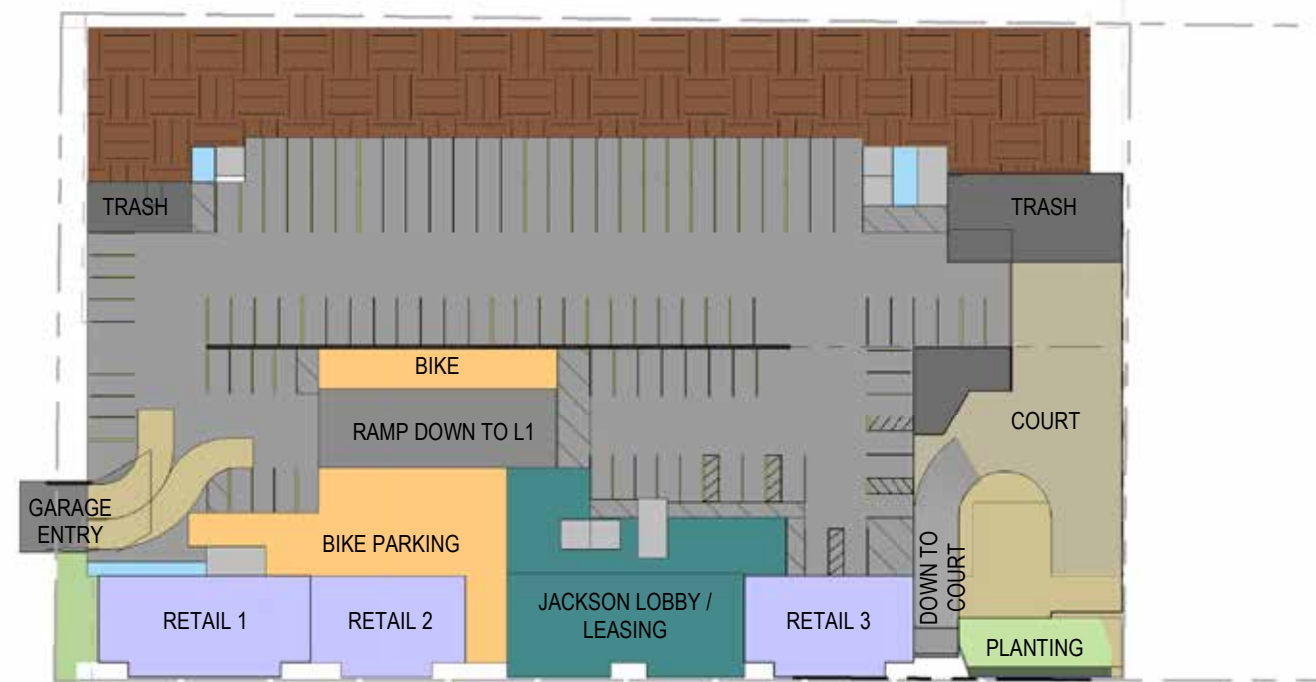 TRASH
TRASH
BIKE
RAMP DOWN TO L1
COURT
GARAGE
ENTRY
BIKE PARKING
DOWN TO
COURT
RETAIL 1
RETAIL 2
JACKSON LOBBY /
LEASING
RETAIL 3
PLANTING